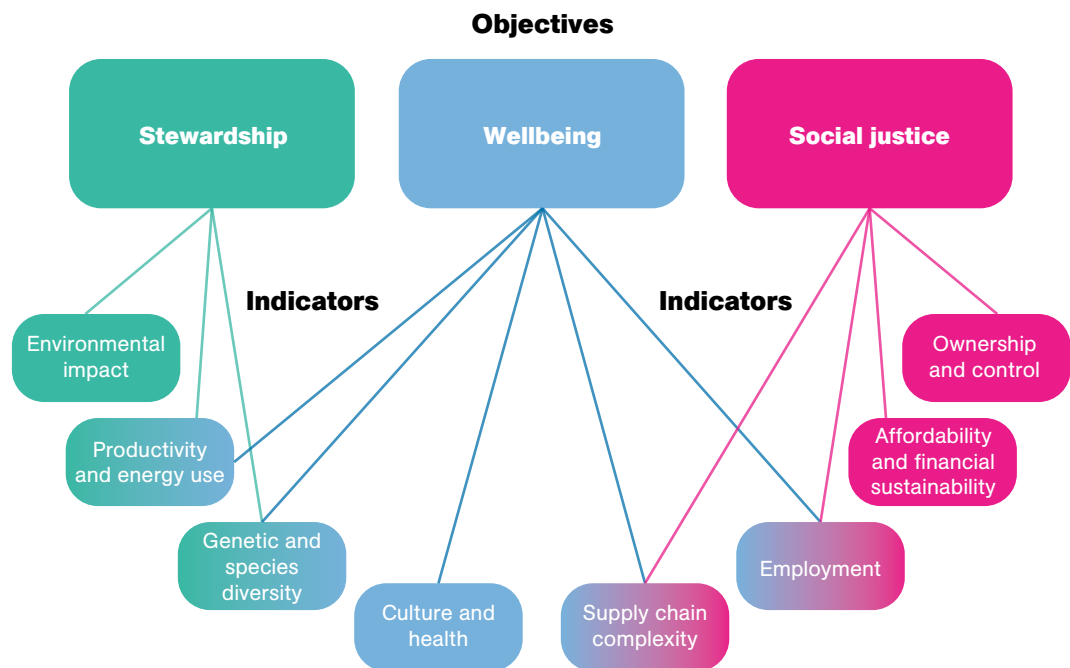 Objectives
Stewardship
Wellbeing
Social justice
Indicators
Indicators
Environmental
impact
Ownership
and control
Productivity
and energy use
Affordability
and financial
sustainability
Genetic and
species
diversity
Employment
Culture and
health
Supply chain
complexity